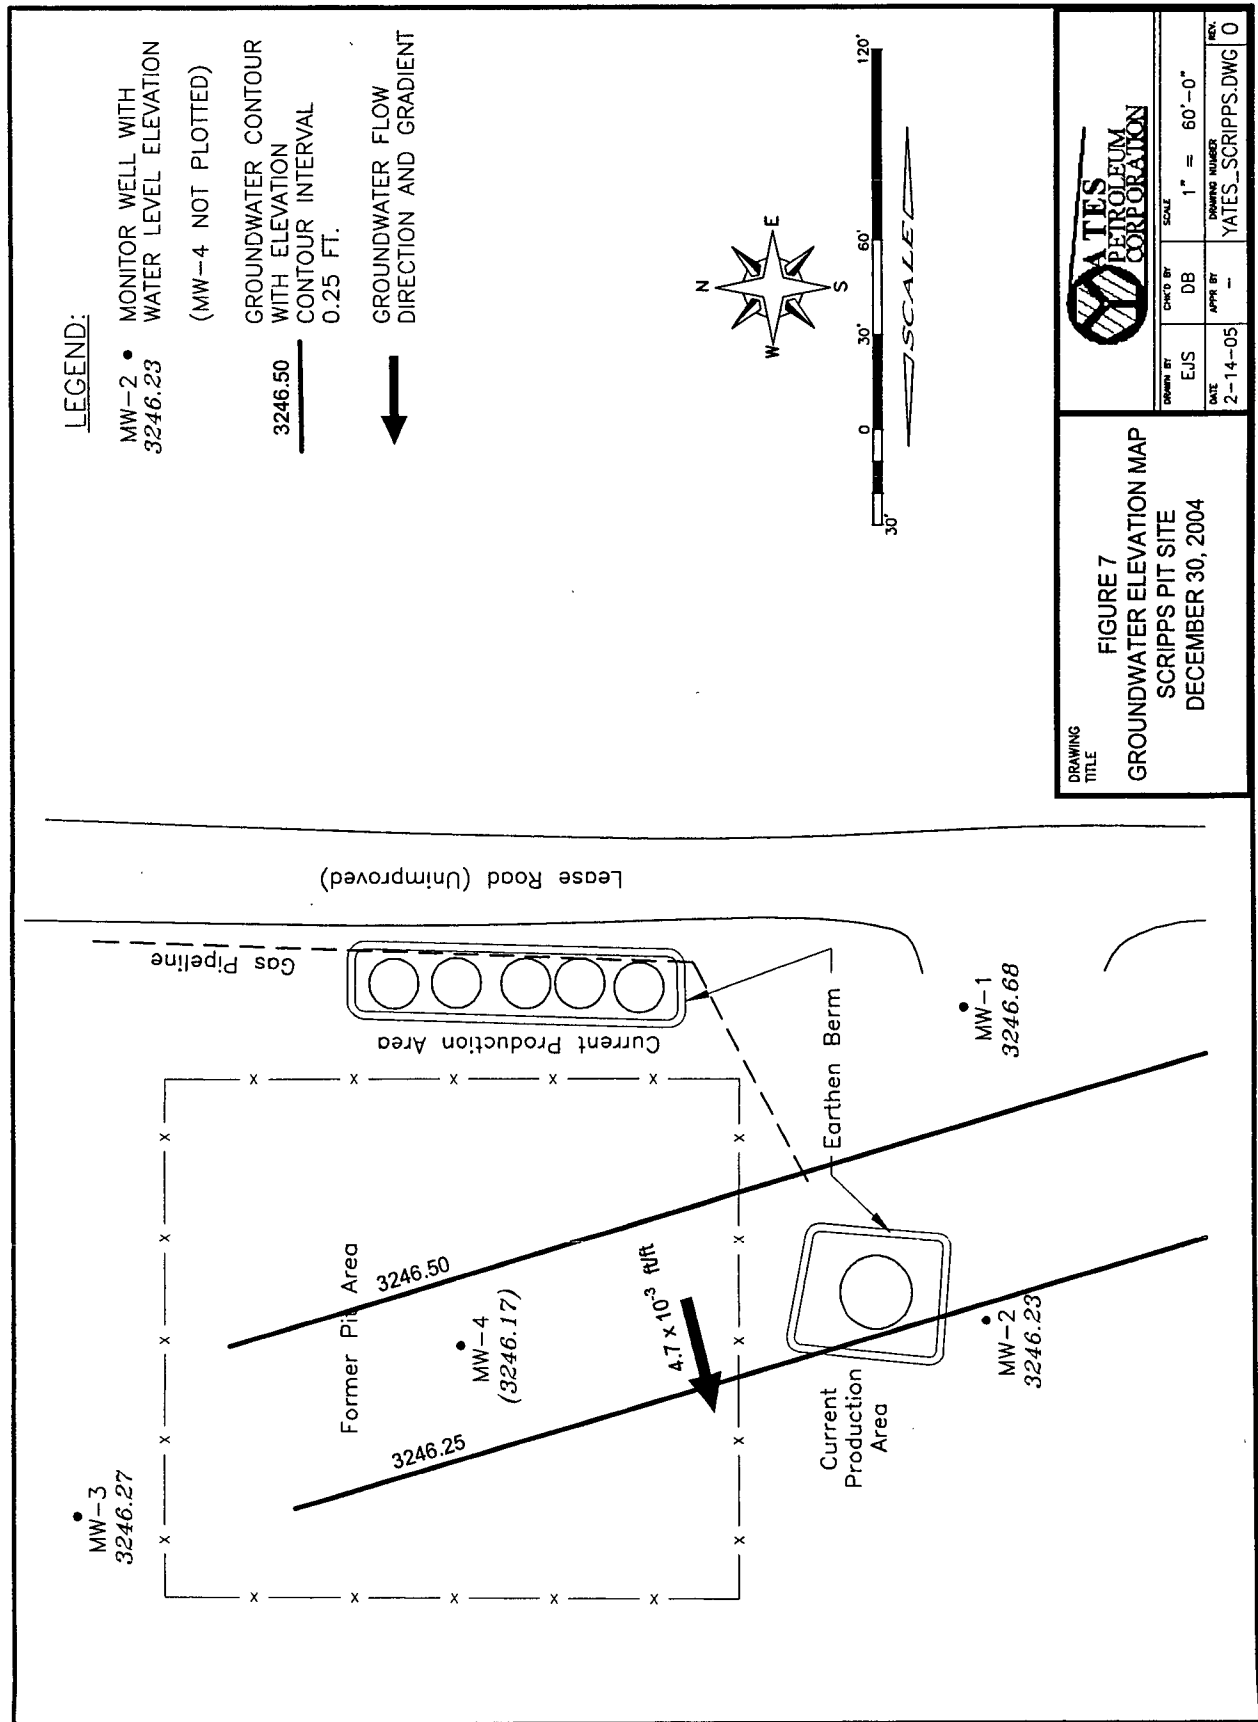 LEGEND:
MW-2
3246.23
MONITOR WELL WITH
WATER LEVEL ELEVATION
(MW-4 NOT PLOTTED)
3246.50
GROUNDWATER CONTOUR
WITH ELEVATION
CONTOUR INTERVAL
0.25 FT.
GROUNDWATER FLOW
DIRECTION AND GRADIENT
MW-3
3246.27
Former Pit Area
3246.50
3246.25
MW-4
(3246.17)
4.7 x 10-3 ft/ft
Gas Pipeline
Current Production Area
Lease Road (Unimproved)
Earthen Berm
Current
Production
Area
MW-1
3246.68
MW-2
3246.23
N
E
S
W
30'
0
30'
60'
120'
SCALE
DRAWING
TITLE
FIGURE 7
GROUNDWATER ELEVATION MAP
SCRIPPS PIT SITE
DECEMBER 30, 2004
YATES
PETROLEUM
CORPORATION
DRAWN BY
EJS
CHK'D BY
DB
SCALE
1" = 60'-0"
DATE
2-14-05
APPR BY
-
DRAWING NUMBER
YATES_SCRIPPS.DWG
REV.
0